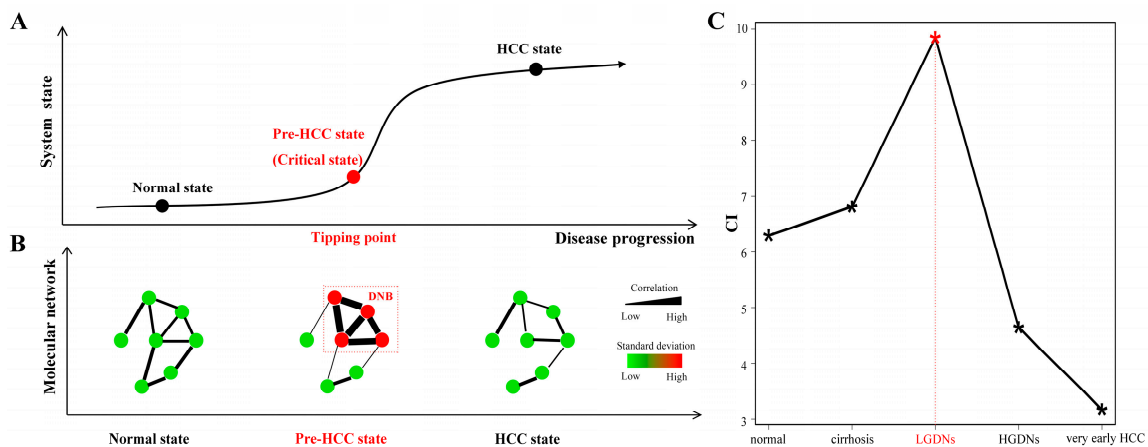 A
System state
HCC state
Pre-HCC state
(Critical state)
Normal state
Tipping point
Disease progression
B
Molecular network
DNB
Correlation
Low High
Standard deviation
Low High
Normal state
Pre-HCC state
HCC state
C
CI
10
9
8
7
6
5
4
3
normal
cirrhosis
LGDNs
HGDNs
very early HCC